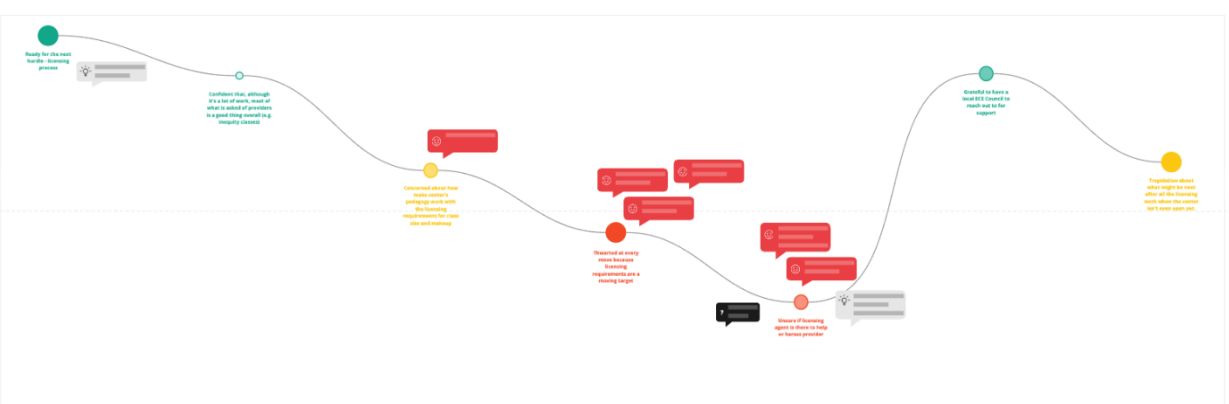 Ready for the next
hurdle - licensing
process
Confident that, although
it's a lot of work, most of
what is asked of providers
is a good thing overall (e.g.
inequity classes)
Concerned about how
make center's
pedagogy work with
the licensing
requirements for class
size and makeup
Thwarted at every
move because
licensing
requirements are a
moving target
?
Unsure if licensing
agent is there to help
or harass provider
Grateful to have a
local ECE Council to
reach out to for
support
Trepidation about
what might be next
after all the licensing
work when the center
isn't even open yet.